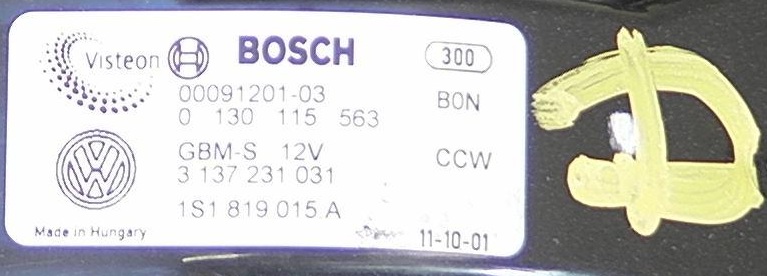 Visteon BOSCH 300
00091201-03 BON
0 130 115 563
GBM-S 12V CCW
3 137 231 031
1S1 819 015 A
Made in Hungary 11-10-01
D